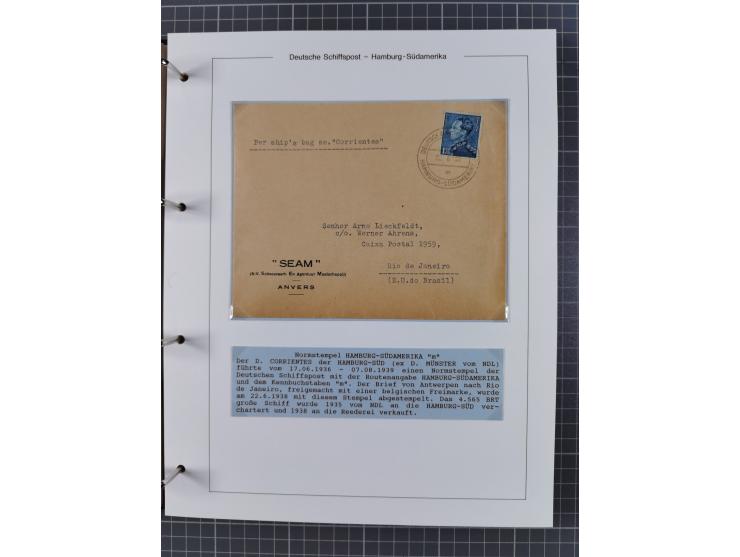 Deutsche Schiffspost – Hamburg-Südamerika
Per ship's bag ss."Corrientes"
HAMBURG-SÜDAMERIKA
m
Senhor Arno Lieckfeldt,
c/o. Werner Ahrens,
Caixa Postal 1959,
Rio de Janeiro
(E.U.do Brasil)
" SEAM "
ANVERS
Normstempel HAMBURG-SÜDAMERIKA "m"
Der D. CORRIENTES der HAMBURG-SÜD (ex D. MÜNSTER vom NDL)
führte vom 17.06.1936 - 07.08.1939 einen Normstempel der
Deutschen Schiffspost mit der Routenangabe HAMBURG-SÜDAMERIKA
und dem Kennbuchstaben "m". Der Brief von Antwerpen nach Rio
de Janeiro, freigemacht mit einer belgischen Freimarke, wurde
am 22.6.1938 mit diesem Stempel abgestempelt. Das 4.565 BRT
große Schiff wurde 1935 vom NDL an die HAMBURG-SÜD ver-
chartert und 1938 an die Reederei verkauft.